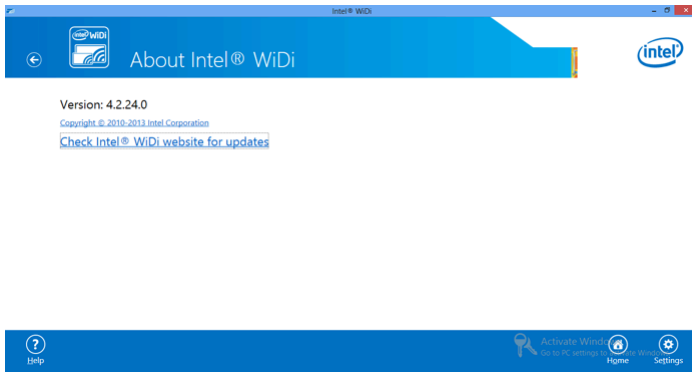 Intel® WiDi
intel WiDi
About Intel® WiDi
intel
Version: 4.2.24.0
Copyright © 2010-2013 Intel Corporation
Check Intel® WiDi website for updates
Help
Activate Windows
Go to PC settings to activate Windows
Home
Settings